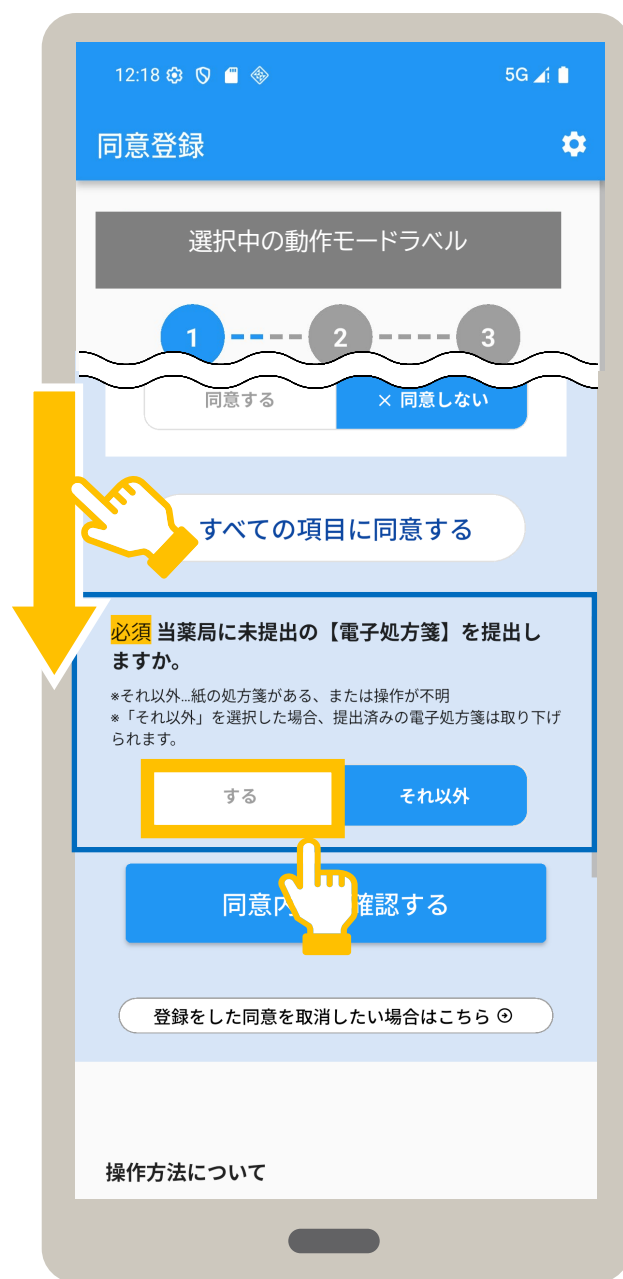 12:18 5G
同意登録
選択中の動作モードラベル
1 2 3
同意する × 同意しない
すべての項目に同意する
必須 当薬局に未提出の【電子処方箋】を提出し
ますか。
*それ以外…紙の処方箋がある、または操作が不明
*「それ以外」を選択した場合、提出済みの電子処方箋は取り下げ
られます。
する それ以外
同意内 確認する
登録をした同意を取消したい場合はこちら
操作方法について